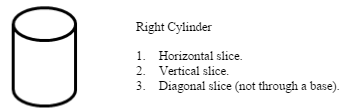 Right Cylinder
1. Horizontal slice.
2. Vertical slice.
3. Diagonal slice (not through a base).